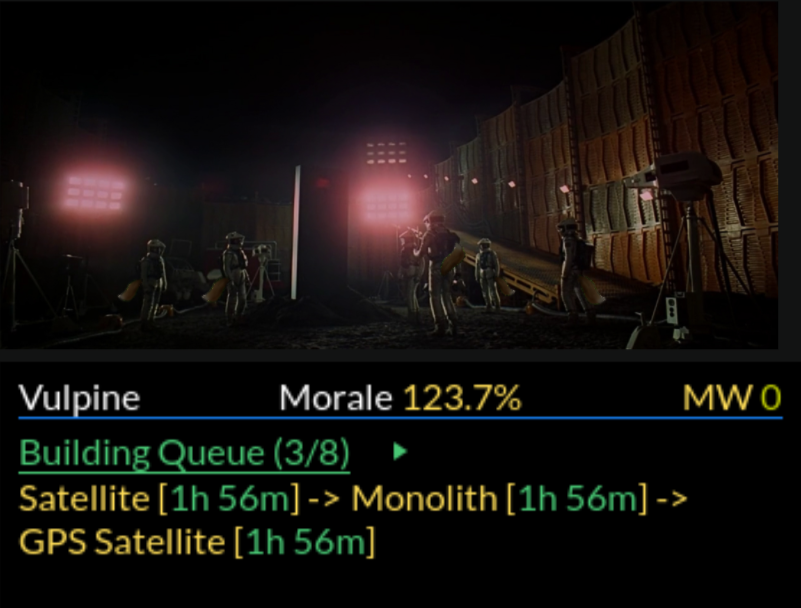 Vulpine Morale 123.7% MW 0
Building Queue (3/8)
Satellite [1h 56m] -> Monolith [1h 56m] ->
GPS Satellite [1h 56m]